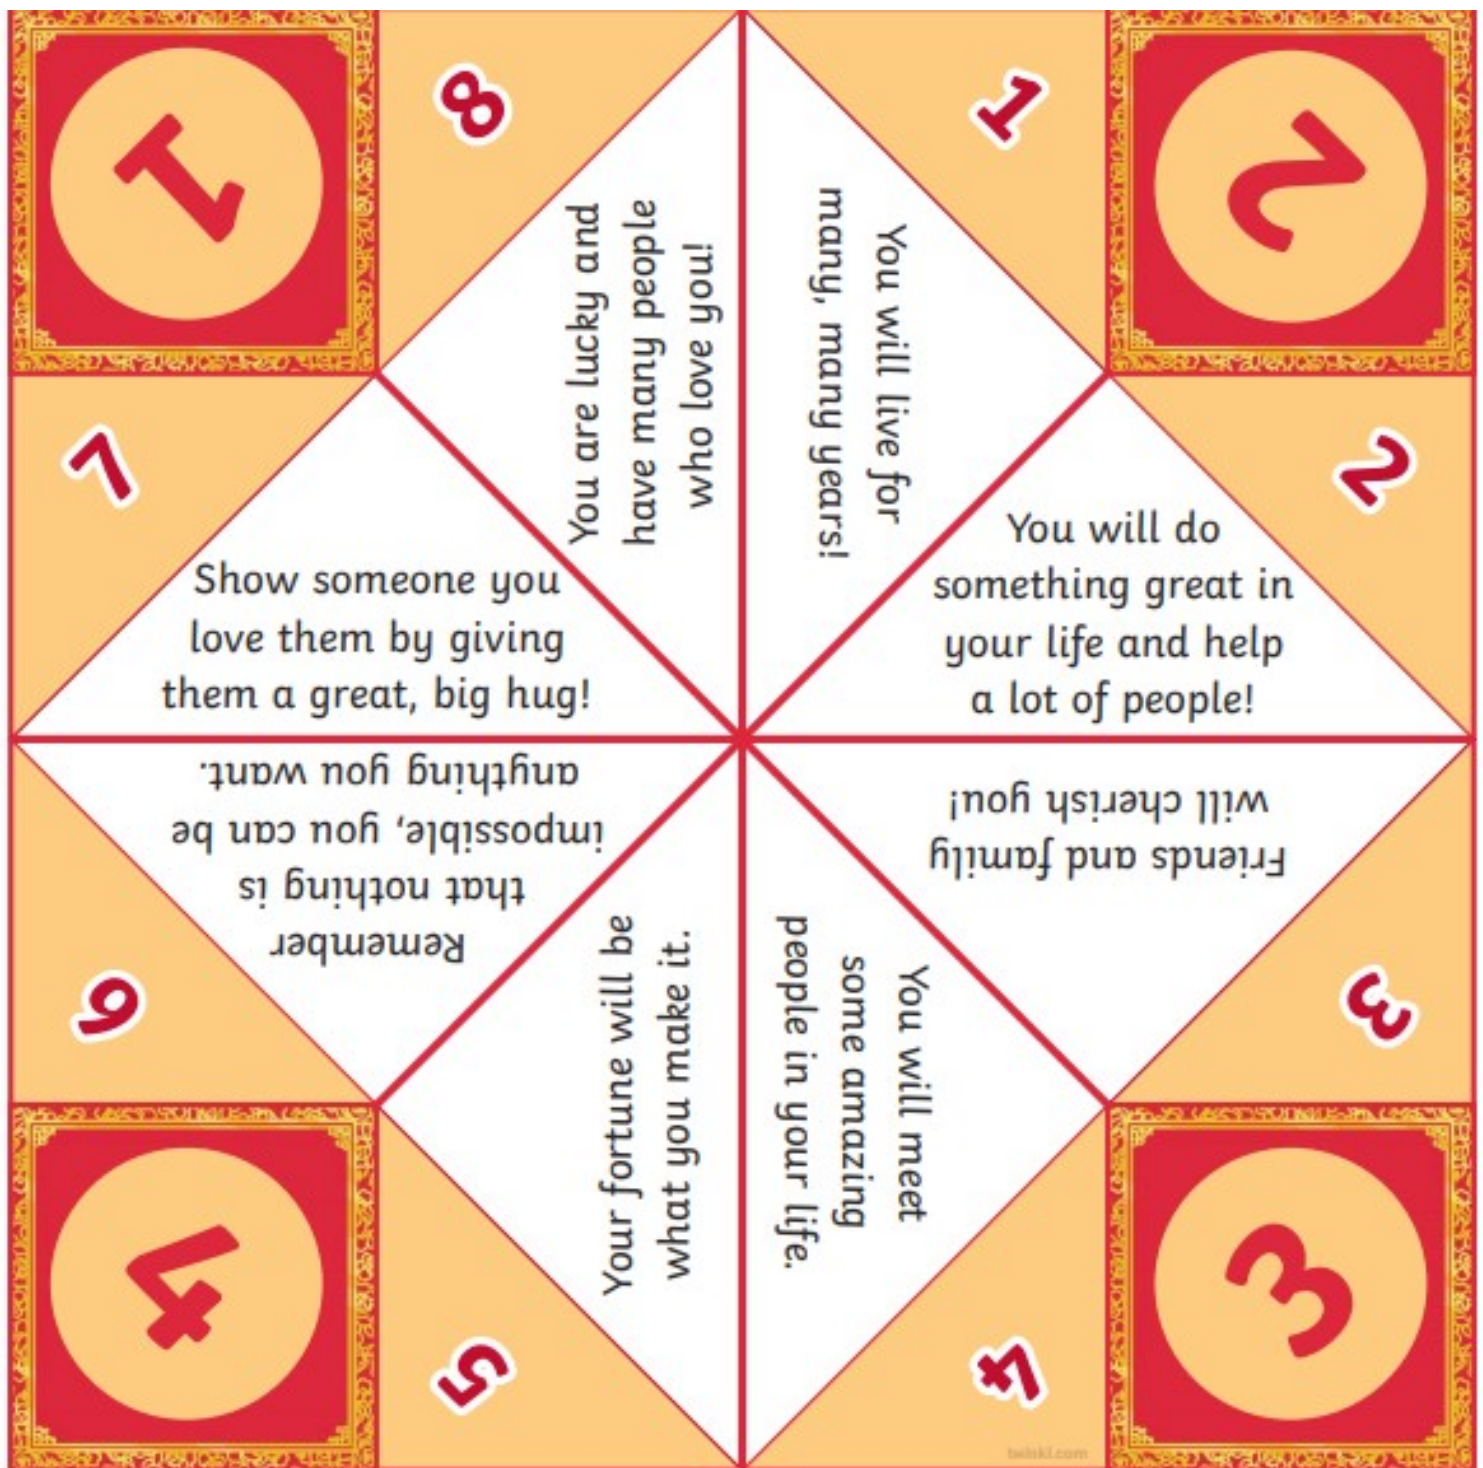 1
8
1
2
You are lucky and
have many people
who love you!
You will live for
many, many years!
7
2
Show someone you
love them by giving
them a great, big hug!
You will do
something great in
your life and help
a lot of people!
Remember
that nothing is
impossible, you can be
anything you want.
Friends and family
will cherish you!
6
3
Your fortune will be
what you make it.
You will meet
some amazing
people in your life.
4
5
4
3
twinkl.com